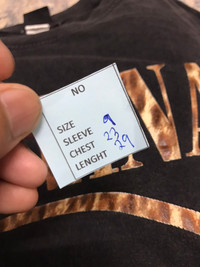 NO
SIZE
SLEEVE 9
CHEST 23
LENGHT 29